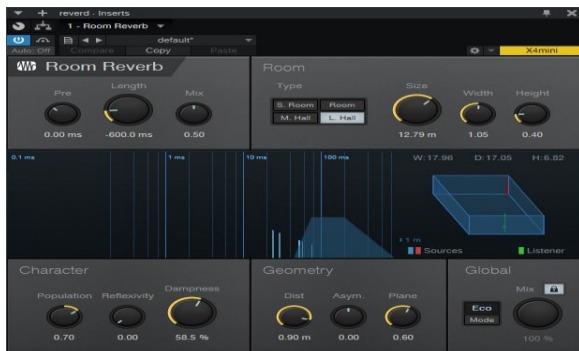 reverd - Inserts
1 - Room Reverb
default*
Auto: Off Compare Copy Paste X4mini
Room Reverb
Pre Length Mix
0.00 ms -600.0 ms 0.50
Room
Type Size Width Height
S. Room Room
M. Hall L. Hall
12.79 m 1.05 0.40
0.1 ms 1 ms 10 ms 100 ms W:17.96 D:17.05 H:6.82
1 m
Sources Listener
Character
Population Reflexivity Dampness
0.70 0.00 58.5 %
Geometry
Dist Asym. Plane
0.90 m 0.00 0.60
Global
Mix
Eco
Mode
100 %